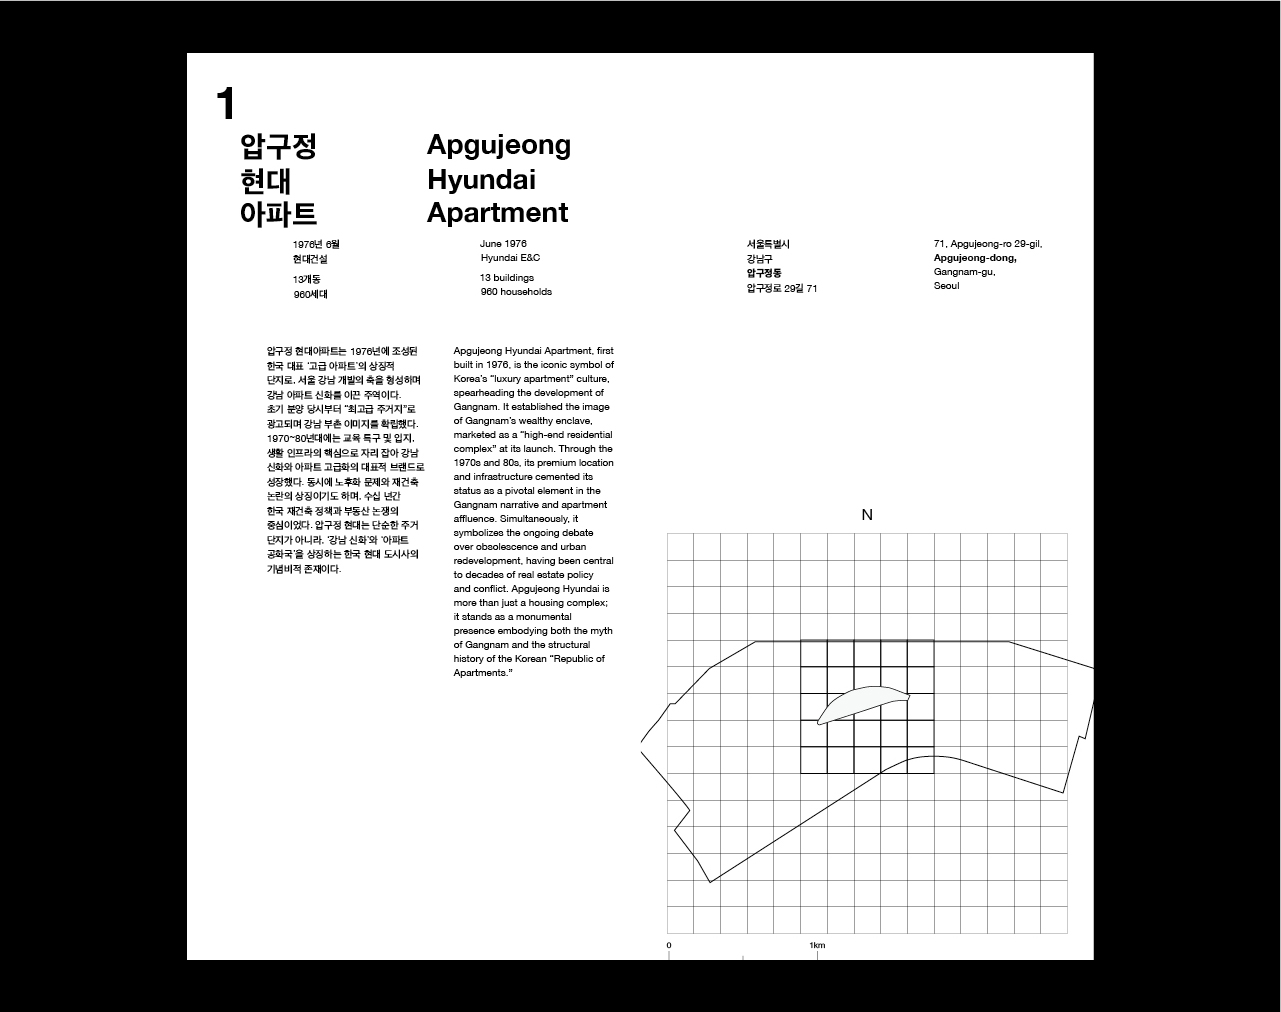 1
압구정
현대
아파트
Apgujeong
Hyundai
Apartment
1976년 6월
현대건설
13개동
960세대
June 1976
Hyundai E&C
13 buildings
960 households
서울특별시
강남구
압구정동
압구정로 29길 71
71, Apgujeong-ro 29-gil,
Apgujeong-dong,
Gangnam-gu,
Seoul
압구정 현대아파트는 1976년에 조성된
한국 대표 ‘고급 아파트’의 상징적
단지로, 서울 강남 개발의 축을 형성하며
강남 아파트 신화를 이끈 주역이다.
초기 분양 당시부터 “최고급 주거지”로
광고되며 강남 부촌 이미지를 확립했다.
1970~80년대에는 교육 특구 및 입지,
생활 인프라의 핵심으로 자리 잡아 강남
신화와 아파트 고급화의 대표적 브랜드로
성장했다. 동시에 노후화 문제와 재건축
논란의 상징이기도 하며, 수십 년간
한국 재건축 정책과 부동산 논쟁의
중심이었다. 압구정 현대는 단순한 주거
단지가 아니라, ‘강남 신화’와 ‘아파트
공화국’을 상징하는 한국 현대 도시사의
기념비적 존재이다.
Apgujeong Hyundai Apartment, first
built in 1976, is the iconic symbol of
Korea’s “luxury apartment” culture,
spearheading the development of
Gangnam. It established the image
of Gangnam’s wealthy enclave,
marketed as a “high-end residential
complex” at its launch. Through the
1970s and 80s, its premium location
and infrastructure cemented its
status as a pivotal element in the
Gangnam narrative and apartment
affluence. Simultaneously, it
symbolizes the ongoing debate
over obsolescence and urban
redevelopment, having been central
to decades of real estate policy
and conflict. Apgujeong Hyundai is
more than just a housing complex;
it stands as a monumental
presence embodying both the myth
of Gangnam and the structural
history of the Korean “Republic of
Apartments.”
N
0
1km